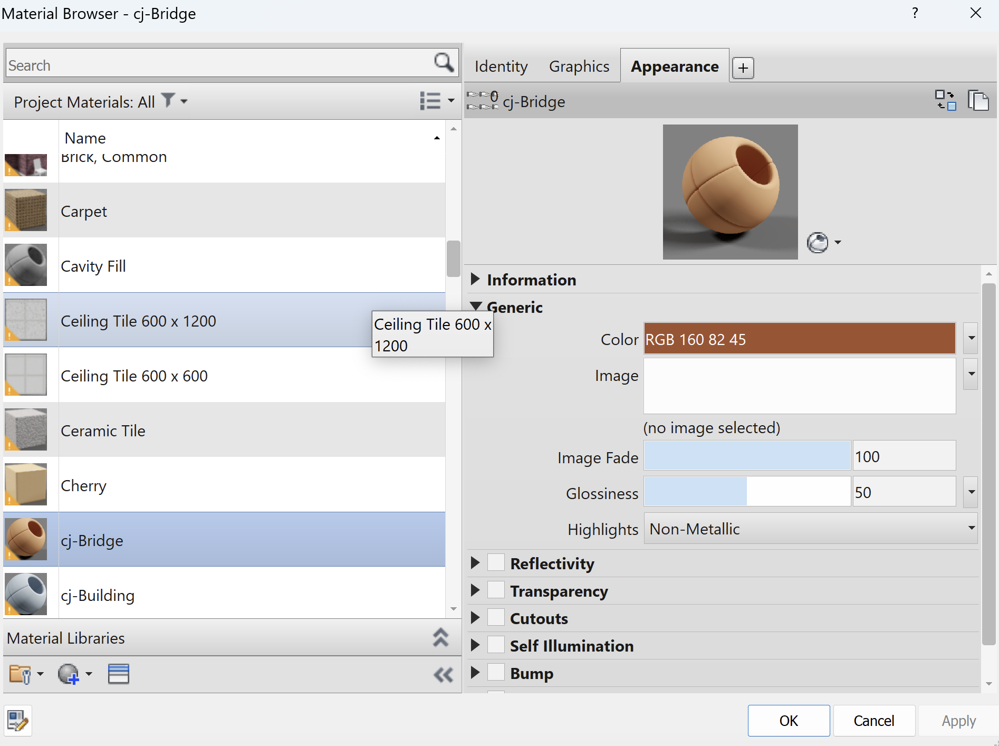 Material Browser - cj-Bridge
?
Search
Project Materials: All
Name
Brick, Common
Carpet
Cavity Fill
Ceiling Tile 600 x 1200
Ceiling Tile 600 x 600
Ceramic Tile
Cherry
cj-Bridge
cj-Building
Ceiling Tile 600 x
1200
Material Libraries
Identity Graphics Appearance +
0 cj-Bridge
Information
Generic
Color RGB 160 82 45
Image
(no image selected)
Image Fade 100
Glossiness 50
Highlights Non-Metallic
Reflectivity
Transparency
Cutouts
Self Illumination
Bump
OK Cancel Apply